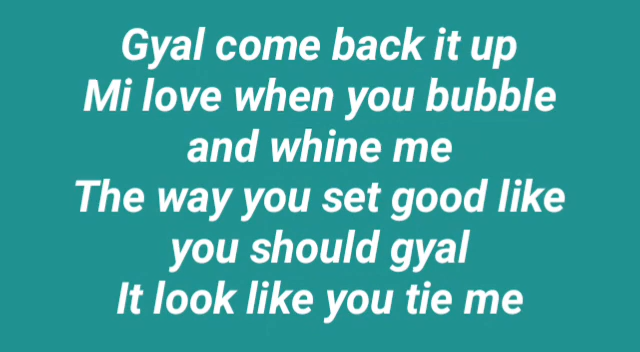 Gyal come back it up
Mi love when you bubble
and whine me
The way you set good like
you should gyal
It look like you tie me